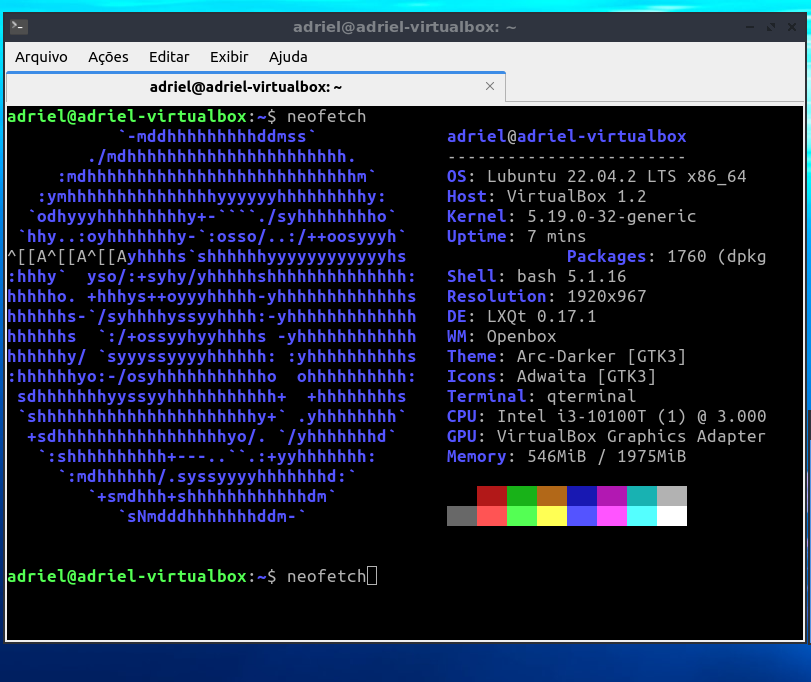 adriel@adriel-virtualbox: ~
Arquivo Ações Editar Exibir Ajuda
adriel@adriel-virtualbox: ~
adriel@adriel-virtualbox:~$ neofetch
`-mddhhhhhhhhhddmss` adriel@adriel-virtualbox
./mdhhhhhhhhhhhhhhhhhhhhhh. ------------------------
:mdhhhhhhhhhhhhhhhhhhhhhhhhhhhm` OS: Lubuntu 22.04.2 LTS x86_64
:ymhhhhhhhhhhhhhhhyyyyyyhhhhhhhhhy: Host: VirtualBox 1.2
`odhyyyhhhhhhhhhy+-````./syhhhhhhhho` Kernel: 5.19.0-32-generic
`hhy..:oyhhhhhhhy-`:osso/..:/++oosyyyh` Uptime: 7 mins
^[[A^[[A^[[Ayhhhhs`shhhhhhyyyyyyyyyyyyhs Packages: 1760 (dpkg
:hhhy` yso/:+syhy/yhhhhhshhhhhhhhhhhhhh: Shell: bash 5.1.16
hhhhho. +hhhys++oyyyhhhhh-yhhhhhhhhhhhhhs Resolution: 1920x967
hhhhhhs-`/syhhhhyssyyhhhh:-yhhhhhhhhhhhhh DE: LXQt 0.17.1
hhhhhhs `:/+ossyyhyyhhhhs -yhhhhhhhhhhhh WM: Openbox
hhhhhhy/ `syyyssyyyyhhhhhh: :yhhhhhhhhhhs Theme: Arc-Darker [GTK3]
:hhhhhhyo:-/osyhhhhhhhhhhho ohhhhhhhhhh: Icons: Adwaita [GTK3]
sdhhhhhhhyyssyyhhhhhhhhhhh+ +hhhhhhhhs Terminal: qterminal
`shhhhhhhhhhhhhhhhhhhhhhy+` .yhhhhhhhh` CPU: Intel i3-10100T (1) @ 3.000
+sdhhhhhhhhhhhhhhhhhyo/. `/yhhhhhhhd` GPU: VirtualBox Graphics Adapter
`:shhhhhhhhhh+---..``.:+yyhhhhhhh: Memory: 546MiB / 1975MiB
`:mdhhhhhh/.syssyyyyhhhhhhhd:`
`+smdhhh+shhhhhhhhhhhhdm`
`sNmdddhhhhhhhddm-`
adriel@adriel-virtualbox:~$ neofetch